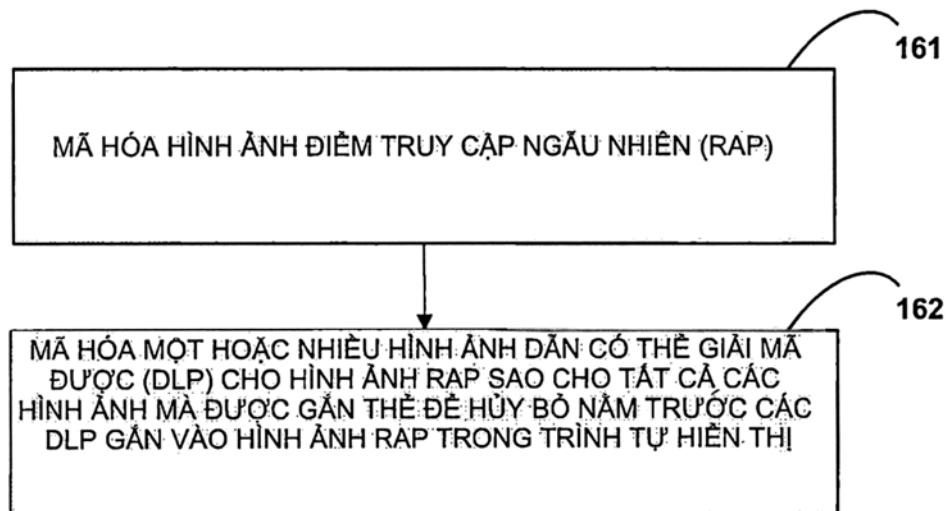 161
MÃ HÓA HÌNH ẢNH ĐIỂM TRUY CẬP NGẪU NHIÊN (RAP)
162
MÃ HÓA MỘT HOẶC NHIỀU HÌNH ẢNH DẪN CÓ THỂ GIẢI MÃ
ĐƯỢC (DLP) CHO HÌNH ẢNH RAP SAO CHO TẤT CẢ CÁC
HÌNH ẢNH MÀ ĐƯỢC GẮN THẺ ĐỂ HỦY BỎ NẰM TRƯỚC CÁC
DLP GẮN VÀO HÌNH ẢNH RAP TRONG TRÌNH TỰ HIỂN THỊ